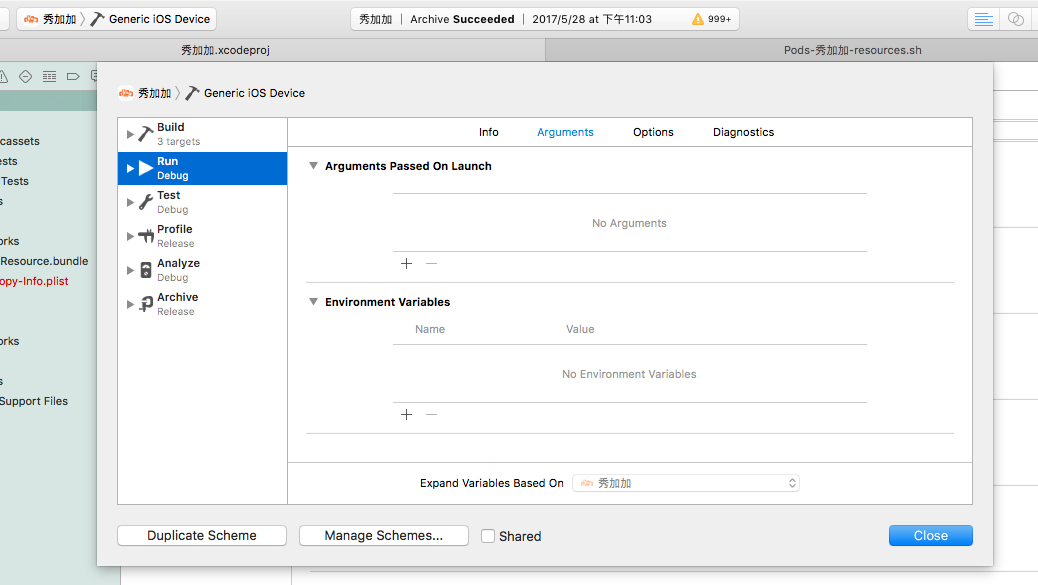 秀加加 〉 Generic iOS Device
秀加加 | Archive Succeeded | 2017/5/28 at 下午11:03
999+
秀加加.xcodeproj
Pods-秀加加-resources.sh
cassets
ests
Tests
s
orks
Resource.bundle
opy-Info.plist
orks
s
Support Files
秀加加 〉 Generic iOS Device
Build
3 targets
Run
Debug
Test
Debug
Profile
Release
Analyze
Debug
Archive
Release
Info
Arguments
Options
Diagnostics
Arguments Passed On Launch
No Arguments
Environment Variables
Name
Value
No Environment Variables
Expand Variables Based On
秀加加
Duplicate Scheme
Manage Schemes...
Shared
Close